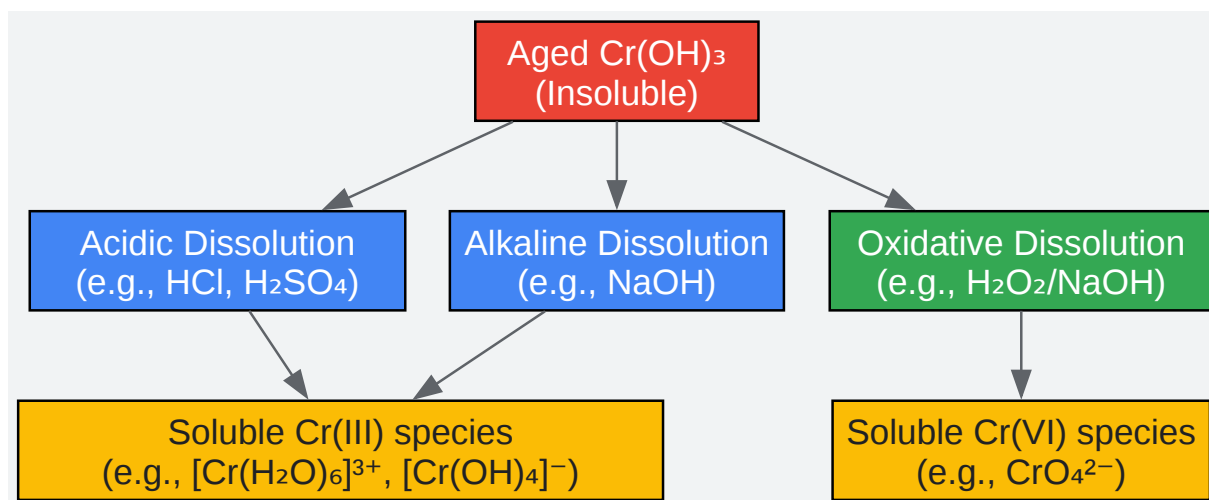 Aged Cr(OH)₃
(Insoluble)
Acidic Dissolution
(e.g., HCl, H₂SO₄)
Alkaline Dissolution
(e.g., NaOH)
Oxidative Dissolution
(e.g., H₂O₂/NaOH)
Soluble Cr(III) species
(e.g., [Cr(H₂O)₆]³⁺, [Cr(OH)₄]⁻)
Soluble Cr(VI) species
(e.g., CrO₄²⁻)